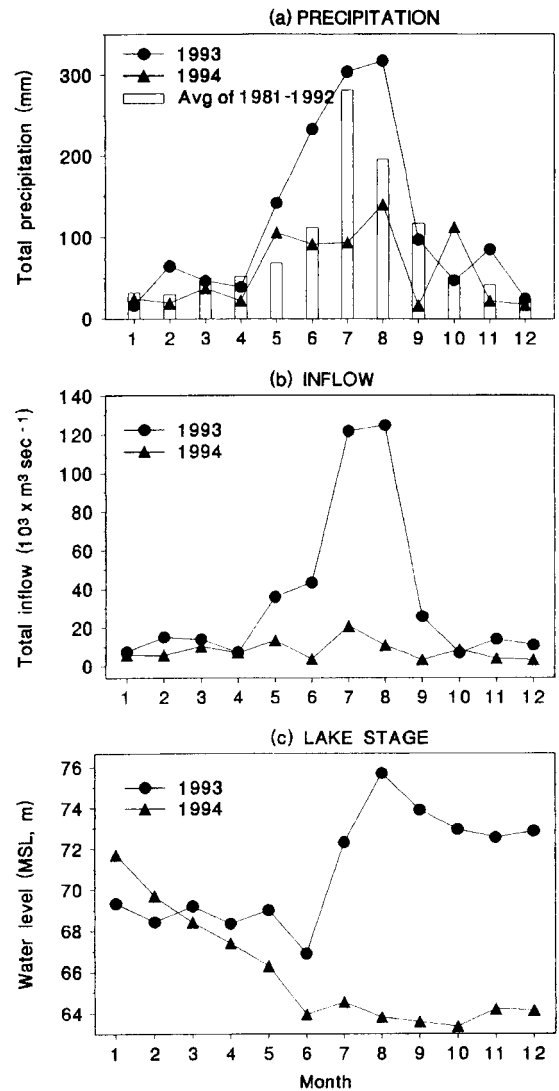 (a) PRECIPITATION
1993
1994
Avg of 1981-1992
Total precipitation (mm)
300
200
100
0
1 2 3 4 5 6 7 8 9 10 11 12
(b) INFLOW
1993
1994
Total inflow (10³ x m³ sec⁻¹)
140
120
100
80
60
40
20
0
1 2 3 4 5 6 7 8 9 10 11 12
(c) LAKE STAGE
1993
1994
Water level (MSL, m)
76
74
72
70
68
66
64
1 2 3 4 5 6 7 8 9 10 11 12
Month